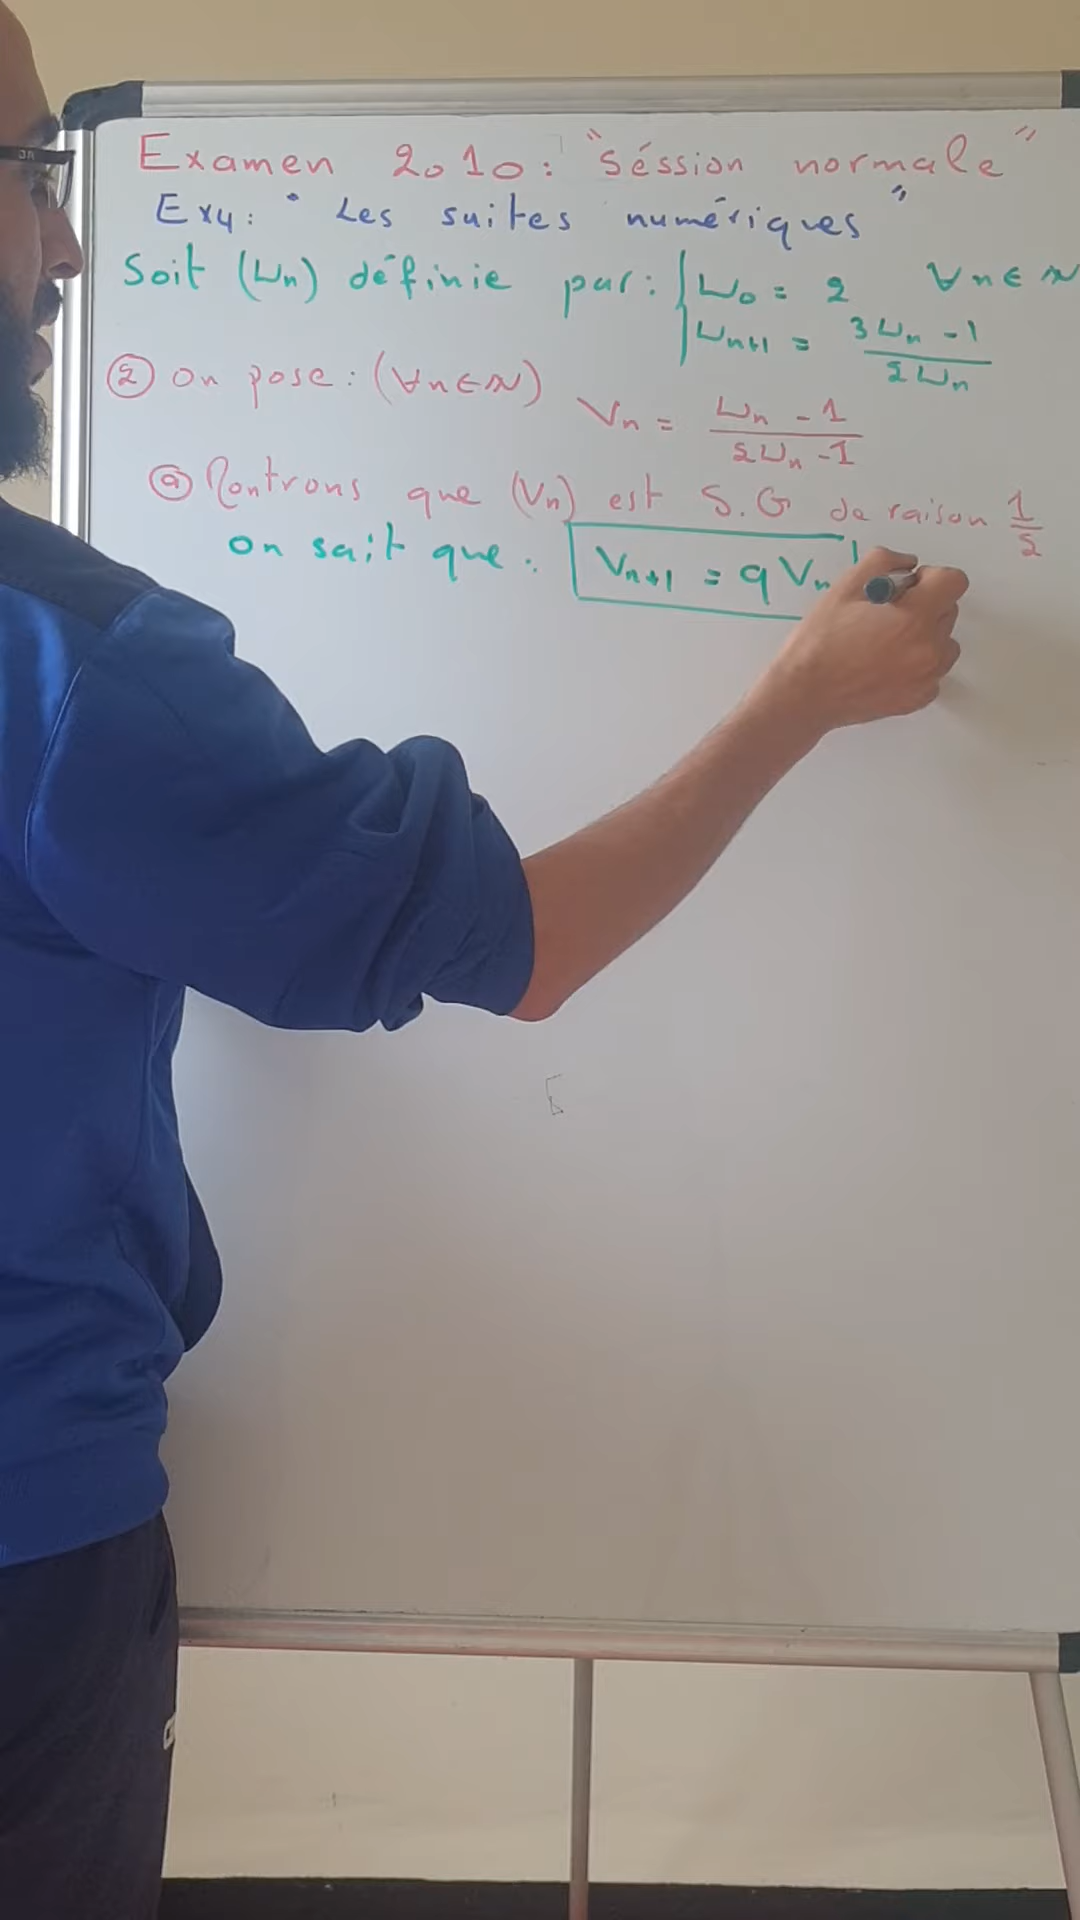 Examen 2010: "Séssion normale"
Ex4: "Les suites numériques"
Soit (Un) définie par: { U0 = 2 ∀n∈N
Un+1 = (3Un - 1)/(2Un)
② On pose: (∀n∈N) Vn = (Un - 1)/(2Un - 1)
ⓐ Montrons que (Vn) est S.G de raison 1/2
on sait que: Vn+1 = qVn